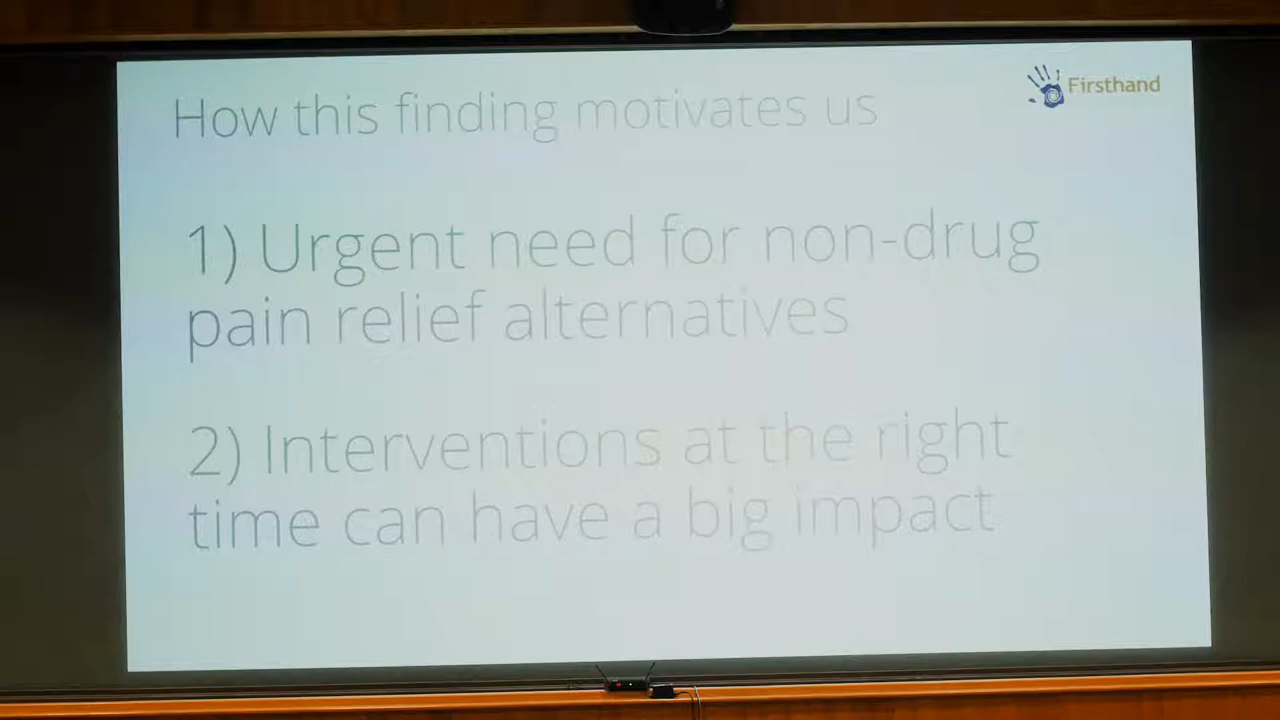 How this finding motivates us
Firsthand
1) Urgent need for non-drug
pain relief alternatives
2) Interventions at the right
time can have a big impact